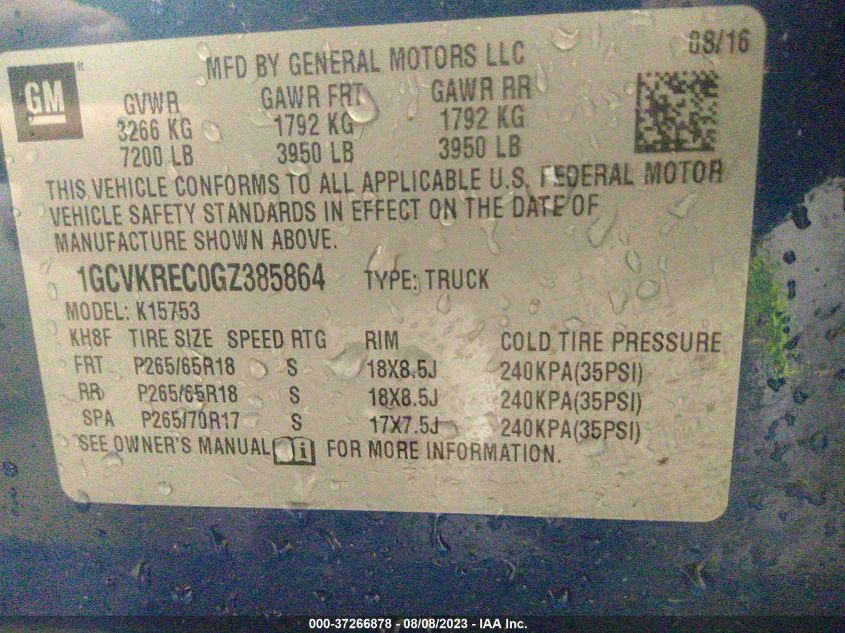 GM
MFD BY GENERAL MOTORS LLC 08/16
GVWR GAWR FRT GAWR RR
3266 KG 1792 KG 1792 KG
7200 LB 3950 LB 3950 LB
THIS VEHICLE CONFORMS TO ALL APPLICABLE U.S. FEDERAL MOTOR
VEHICLE SAFETY STANDARDS IN EFFECT ON THE DATE OF
MANUFACTURE SHOWN ABOVE.
1GCVKREC0GZ385864 TYPE: TRUCK
MODEL: K15753
KH8F TIRE SIZE SPEED RTG RIM COLD TIRE PRESSURE
FRT P265/65R18 S 18X8.5J 240KPA(35PSI)
RR P265/65R18 S 18X8.5J 240KPA(35PSI)
SPA P265/70R17 S 17X7.5J 240KPA(35PSI)
SEE OWNER'S MANUAL i FOR MORE INFORMATION.
000-37266878 - 08/08/2023 - IAA Inc.